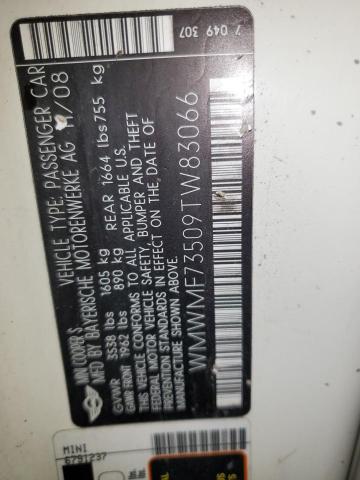 7 049 307
MINI COOPER S VEHICLE TYPE: PASSENGER CAR
MFD BY BAYERISCHE MOTORENWERKE AG 11/08
GVWR 3538 lbs 1605 kg REAR 1664 lbs 755 kg
GAWR FRONT 1962 lbs 890 kg
THIS VEHICLE CONFORMS TO ALL APPLICABLE U.S.
FEDERAL MOTOR VEHICLE SAFETY, BUMPER AND THEFT
PREVENTION STANDARDS IN EFFECT ON THE DATE OF
MANUFACTURE SHOWN ABOVE.
WMWMF73509TW83066
MINI
6791237